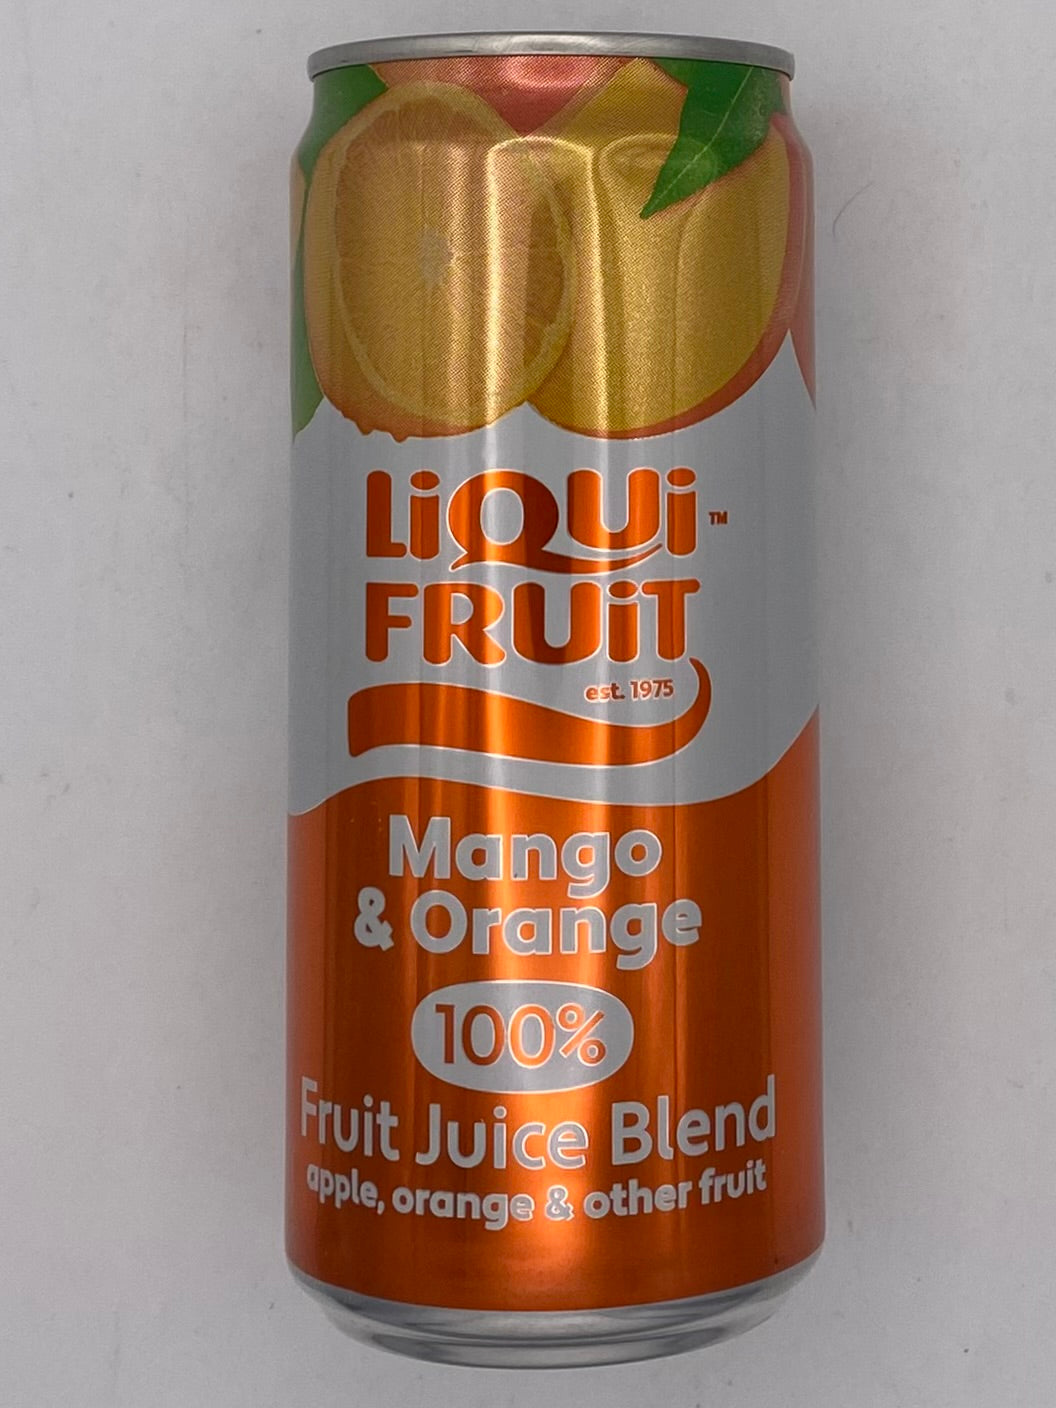 LiQUi™
FRUiT
est. 1975
Mango
& Orange
100%
Fruit Juice Blend
apple, orange & other fruit